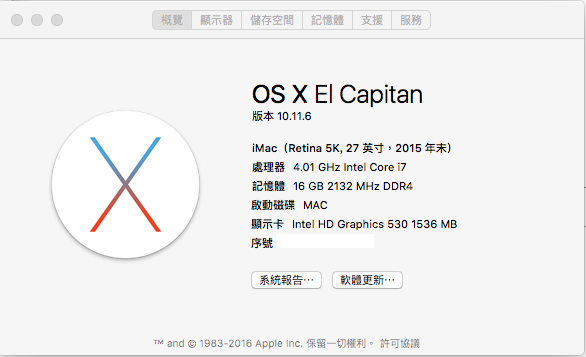 概覽 顯示器 儲存空間 記憶體 支援 服務
OS X El Capitan
版本 10.11.6
iMac（Retina 5K, 27 英寸，2015 年末）
處理器 4.01 GHz Intel Core i7
記憶體 16 GB 2132 MHz DDR4
啟動磁碟 MAC
顯示卡 Intel HD Graphics 530 1536 MB
序號
系統報告⋯ 軟體更新⋯
™ and © 1983-2016 Apple Inc. 保留一切權利。 許可協議